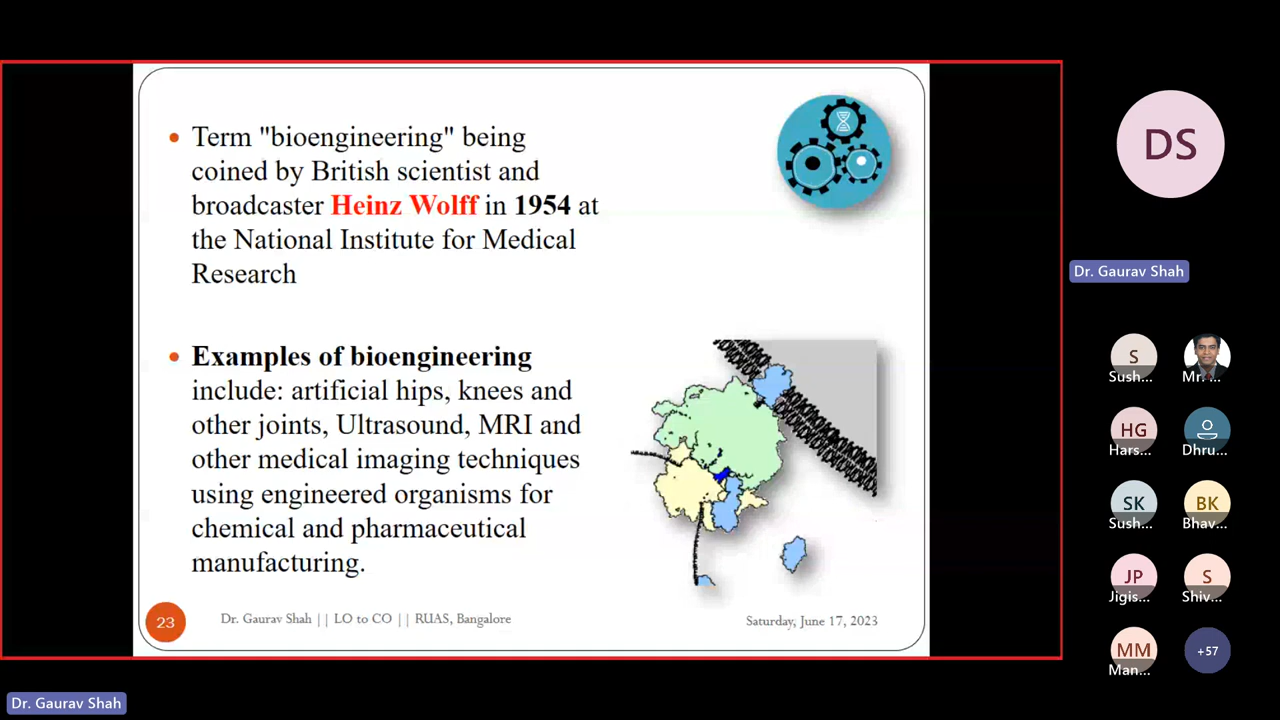 Term "bioengineering" being
coined by British scientist and
broadcaster Heinz Wolff in 1954 at
the National Institute for Medical
Research
Examples of bioengineering
include: artificial hips, knees and
other joints, Ultrasound, MRI and
other medical imaging techniques
using engineered organisms for
chemical and pharmaceutical
manufacturing.
23
Dr. Gaurav Shah || LO to CO || RUAS, Bangalore
Saturday, June 17, 2023
DS
Dr. Gaurav Shah
S
Sush...
Mr. ...
HG
Hars...
Dhru...
SK
Sush...
BK
Bhav...
JP
Jigis...
S
Shiv...
MM
Man...
+57
Dr. Gaurav Shah